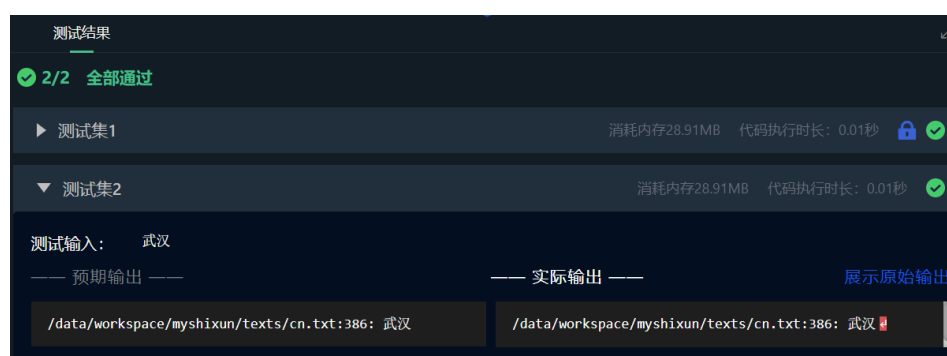 测试结果
2/2 全部通过
测试集1 消耗内存28.91MB 代码执行时长：0.01秒
测试集2 消耗内存28.91MB 代码执行时长：0.01秒
测试输入： 武汉
—— 预期输出 ——
—— 实际输出 ——
展示原始输出
/data/workspace/myshixun/texts/cn.txt:386: 武汉
/data/workspace/myshixun/texts/cn.txt:386: 武汉↵